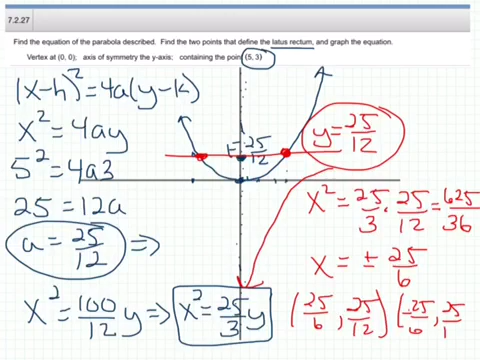 7.2.27
Find the equation of the parabola described. Find the two points that define the latus rectum, and graph the equation.
Vertex at (0, 0); axis of symmetry the y-axis; containing the point (5, 3)
(x-h)² = 4a(y-k)
x² = 4ay
5² = 4a3
25 = 12a
a = 25/12 =>
x² = 100/12 y => x² = 25/3 y
25/12
y = 25/12
x² = 25/3 · 25/12 = 625/36
x = ± 25/6
(25/6, 25/12) (-25/6, 25/1